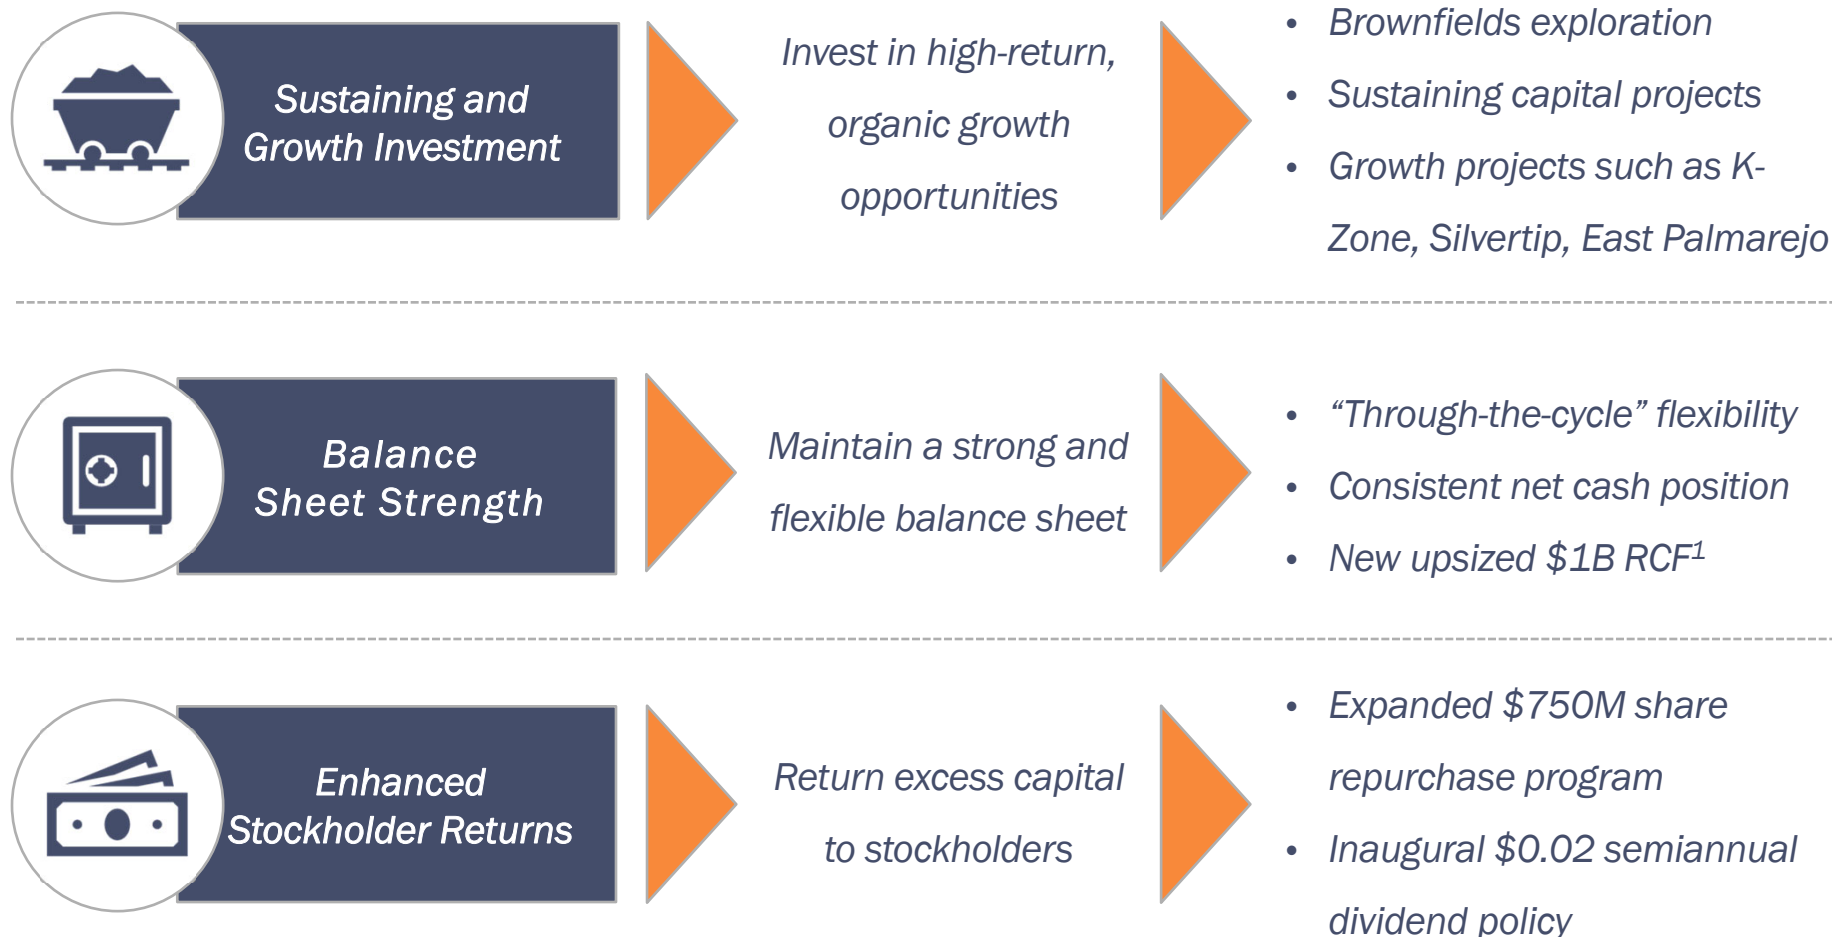 Sustaining and
Growth Investment
Invest in high-return,
organic growth
opportunities
• Brownfields exploration
• Sustaining capital projects
• Growth projects such as K-
Zone, Silvertip, East Palmarejo
Balance
Sheet Strength
Maintain a strong and
flexible balance sheet
• “Through-the-cycle” flexibility
• Consistent net cash position
• New upsized $1B RCF¹
Enhanced
Stockholder Returns
Return excess capital
to stockholders
• Expanded $750M share
repurchase program
• Inaugural $0.02 semiannual
dividend policy